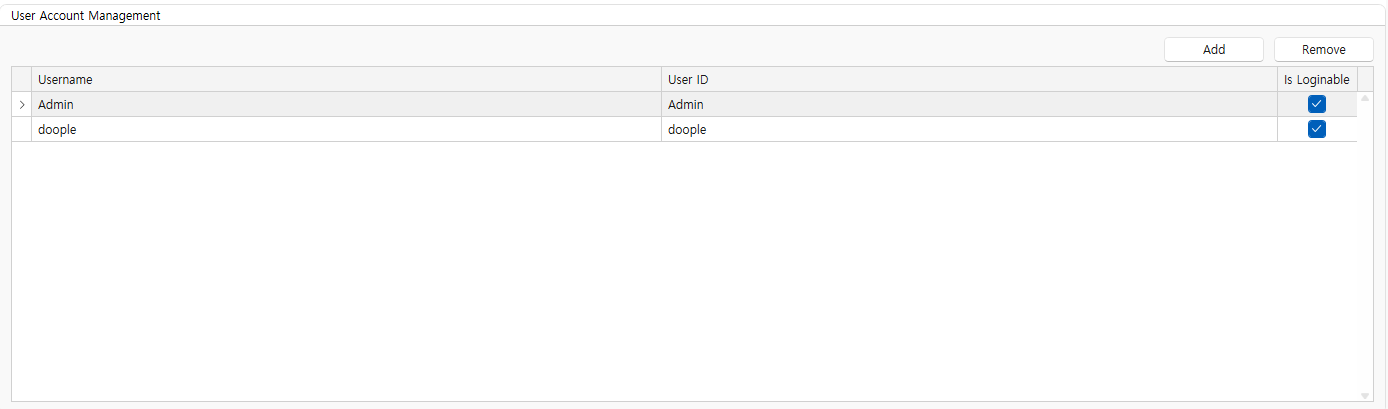 User Account Management
Add Remove
Username User ID Is Loginable
Admin Admin
doople doople